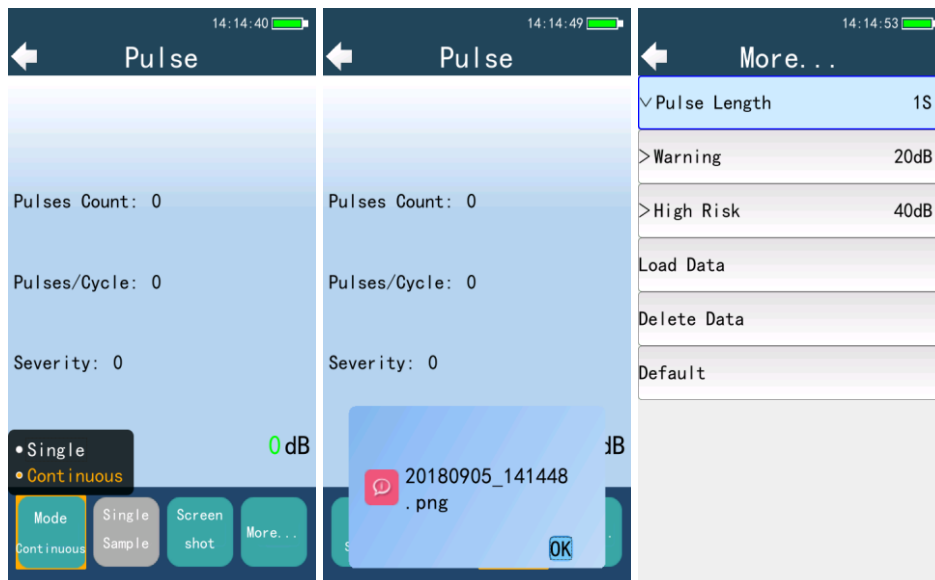 14:14:40
Pulse
Pulses Count: 0
Pulses/Cycle: 0
Severity: 0
Single
Continuous
0 dB
Mode
Continuous
Single
Sample
Screen
shot
More...
14:14:49
Pulse
Pulses Count: 0
Pulses/Cycle: 0
Severity: 0
dB
20180905_141448
.png
OK
14:14:53
More...
Pulse Length 1S
Warning 20dB
High Risk 40dB
Load Data
Delete Data
Default